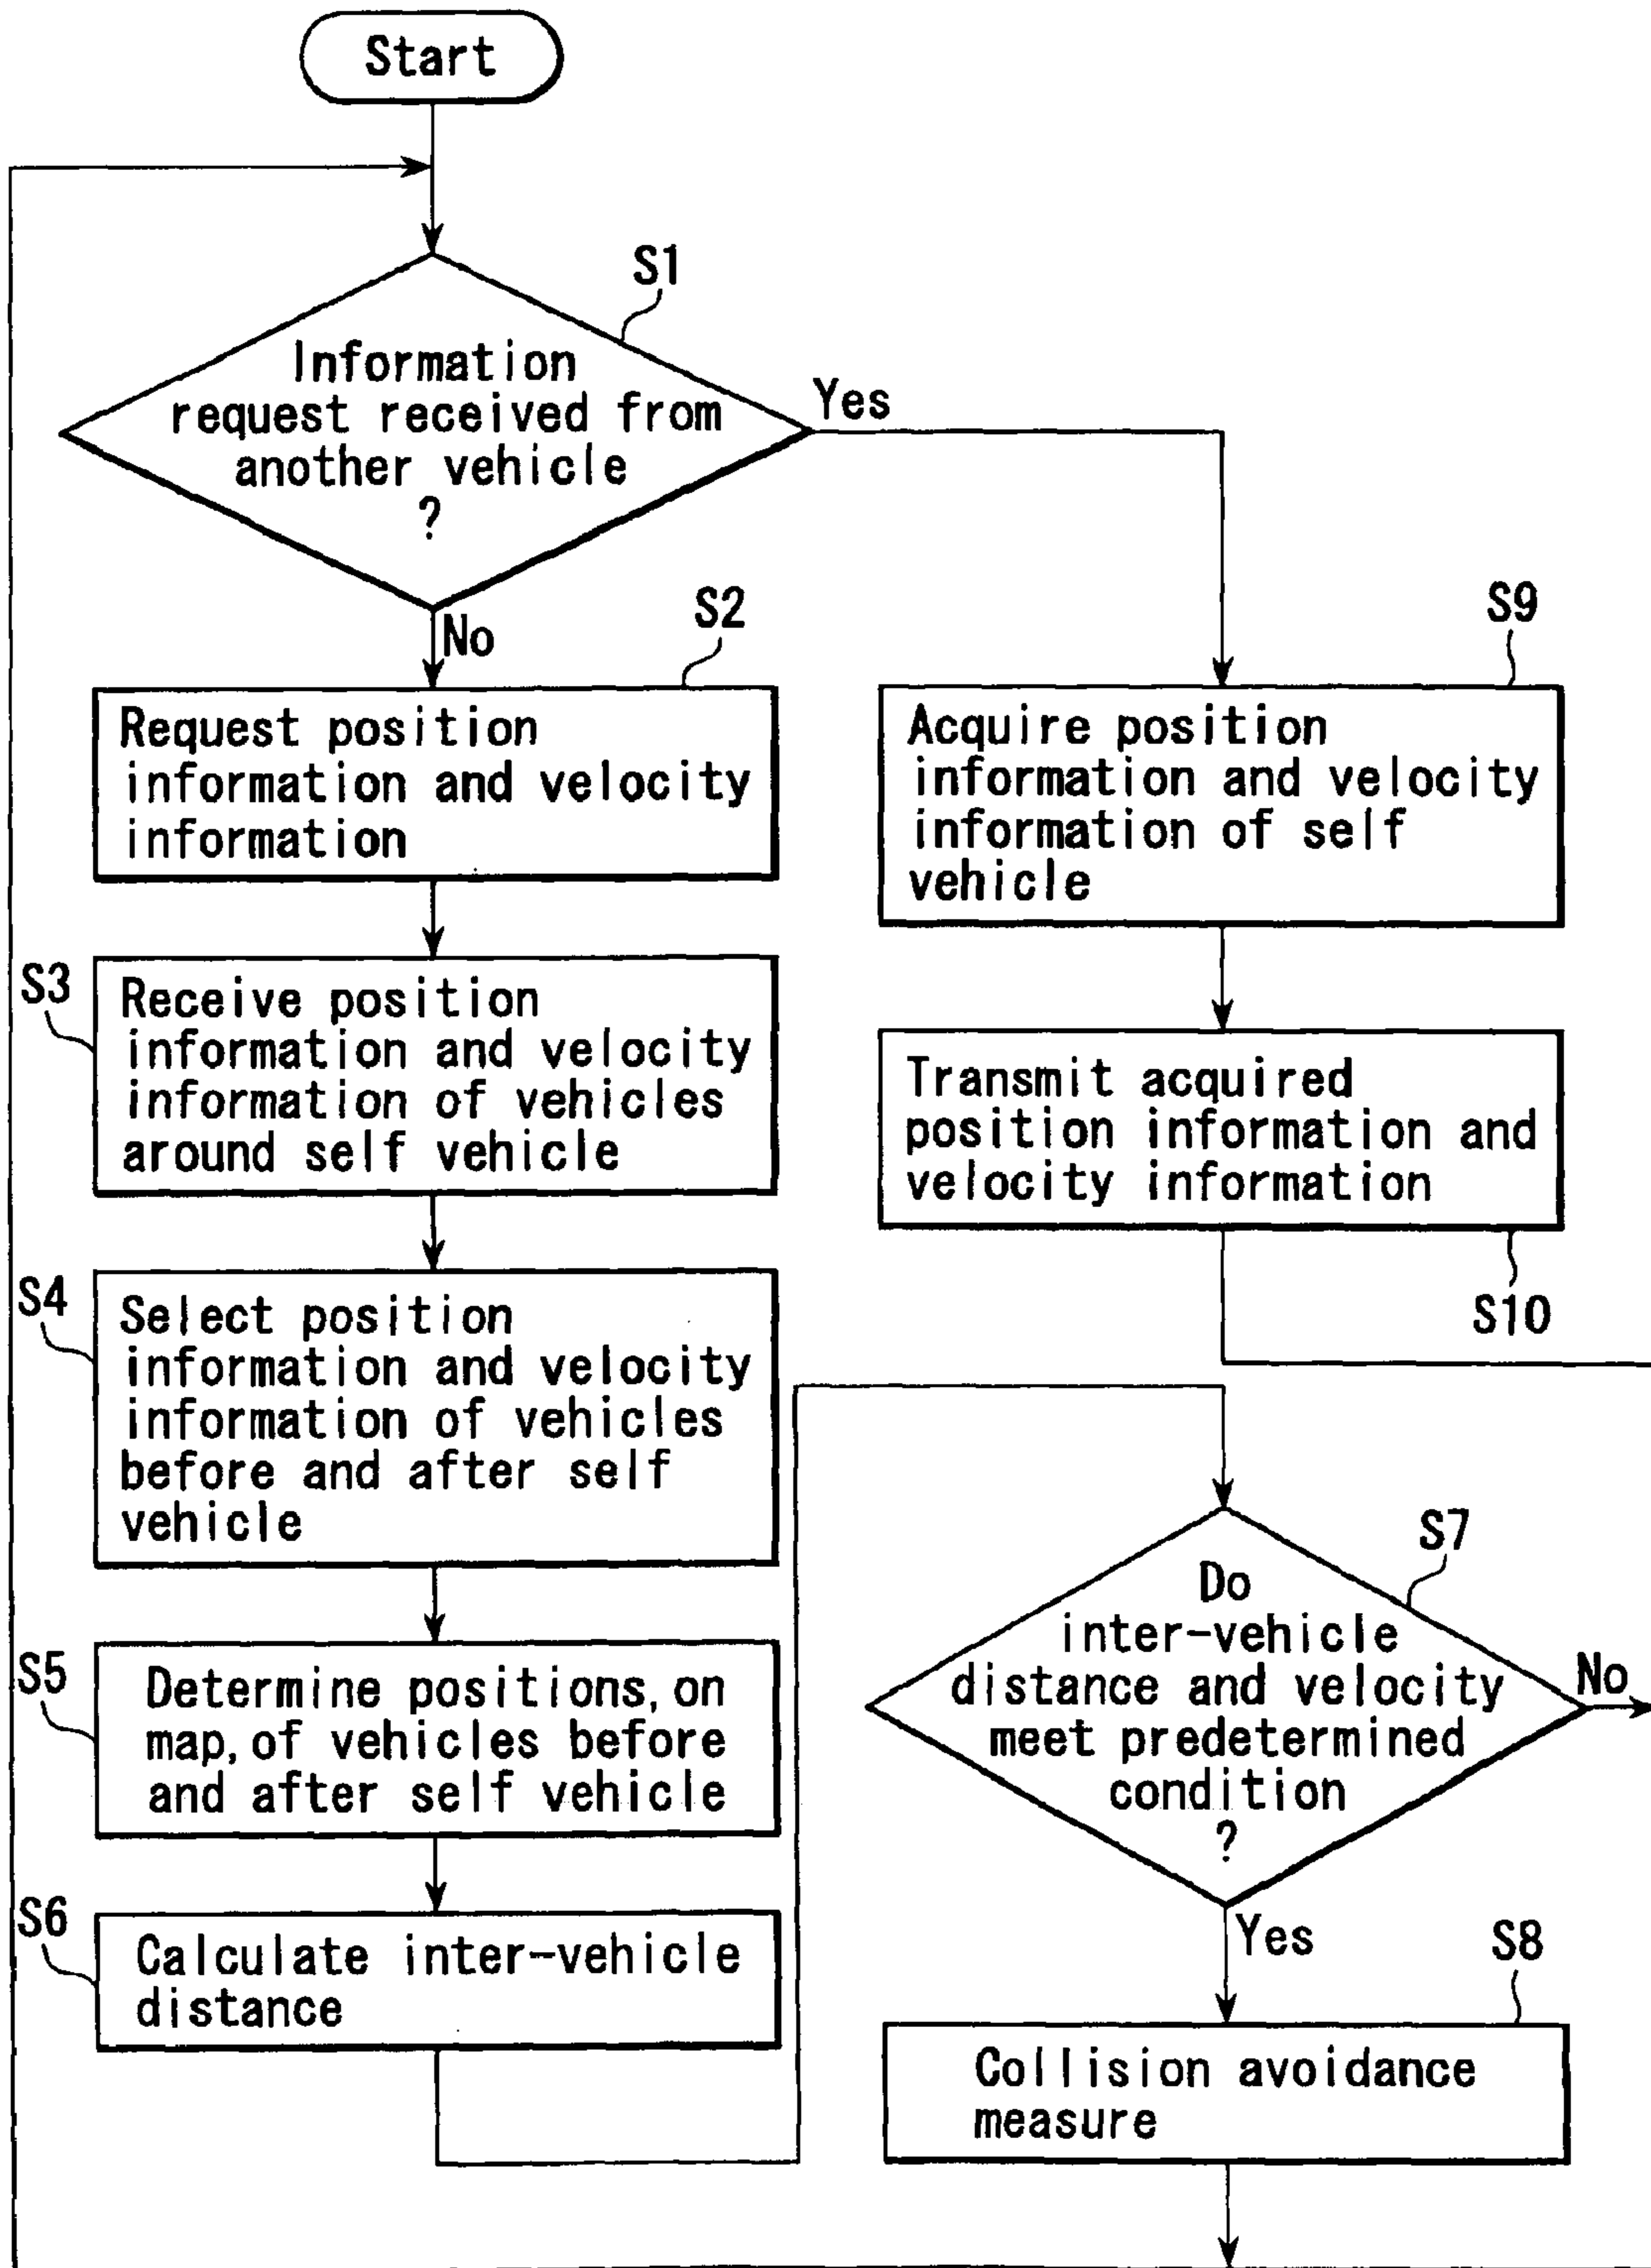 Start
S1
Information
request received from
another vehicle
?
Yes
No
S2
Request position
information and velocity
information
S9
Acquire position
information and velocity
information of self
vehicle
S3
Receive position
information and velocity
information of vehicles
around self vehicle
Transmit acquired
position information and
velocity information
S10
S4
Select position
information and velocity
information of vehicles
before and after self
vehicle
S5
Determine positions, on
map, of vehicles before
and after self vehicle
S6
Calculate inter-vehicle
distance
S7
Do
inter-vehicle
distance and velocity
meet predetermined
condition
?
No
Yes
S8
Collision avoidance
measure